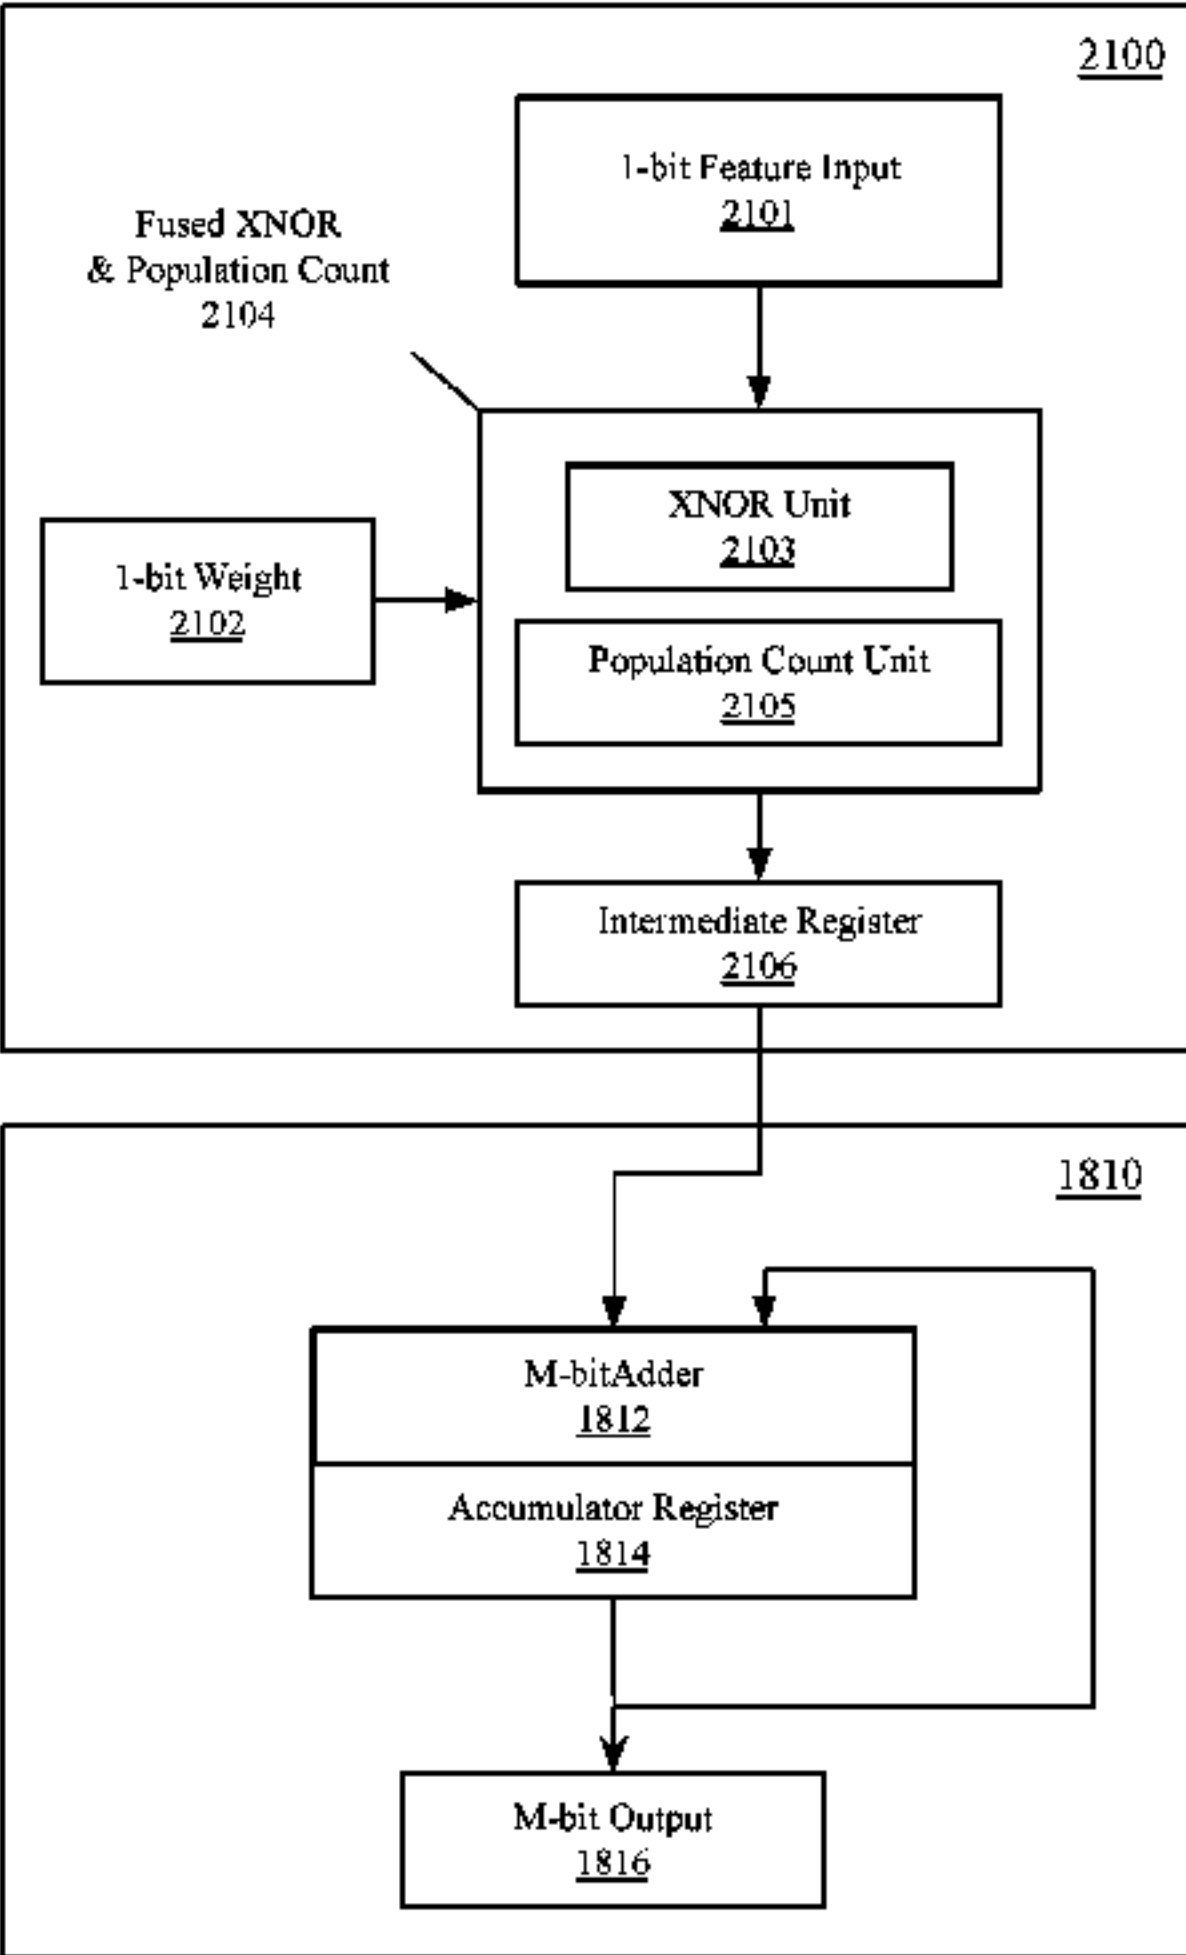 2100
1-bit Feature Input
2101
Fused XNOR
& Population Count
2104
XNOR Unit
2103
1-bit Weight
2102
Population Count Unit
2105
Intermediate Register
2106
1810
M-bitAdder
1812
Accumulator Register
1814
M-bit Output
1816